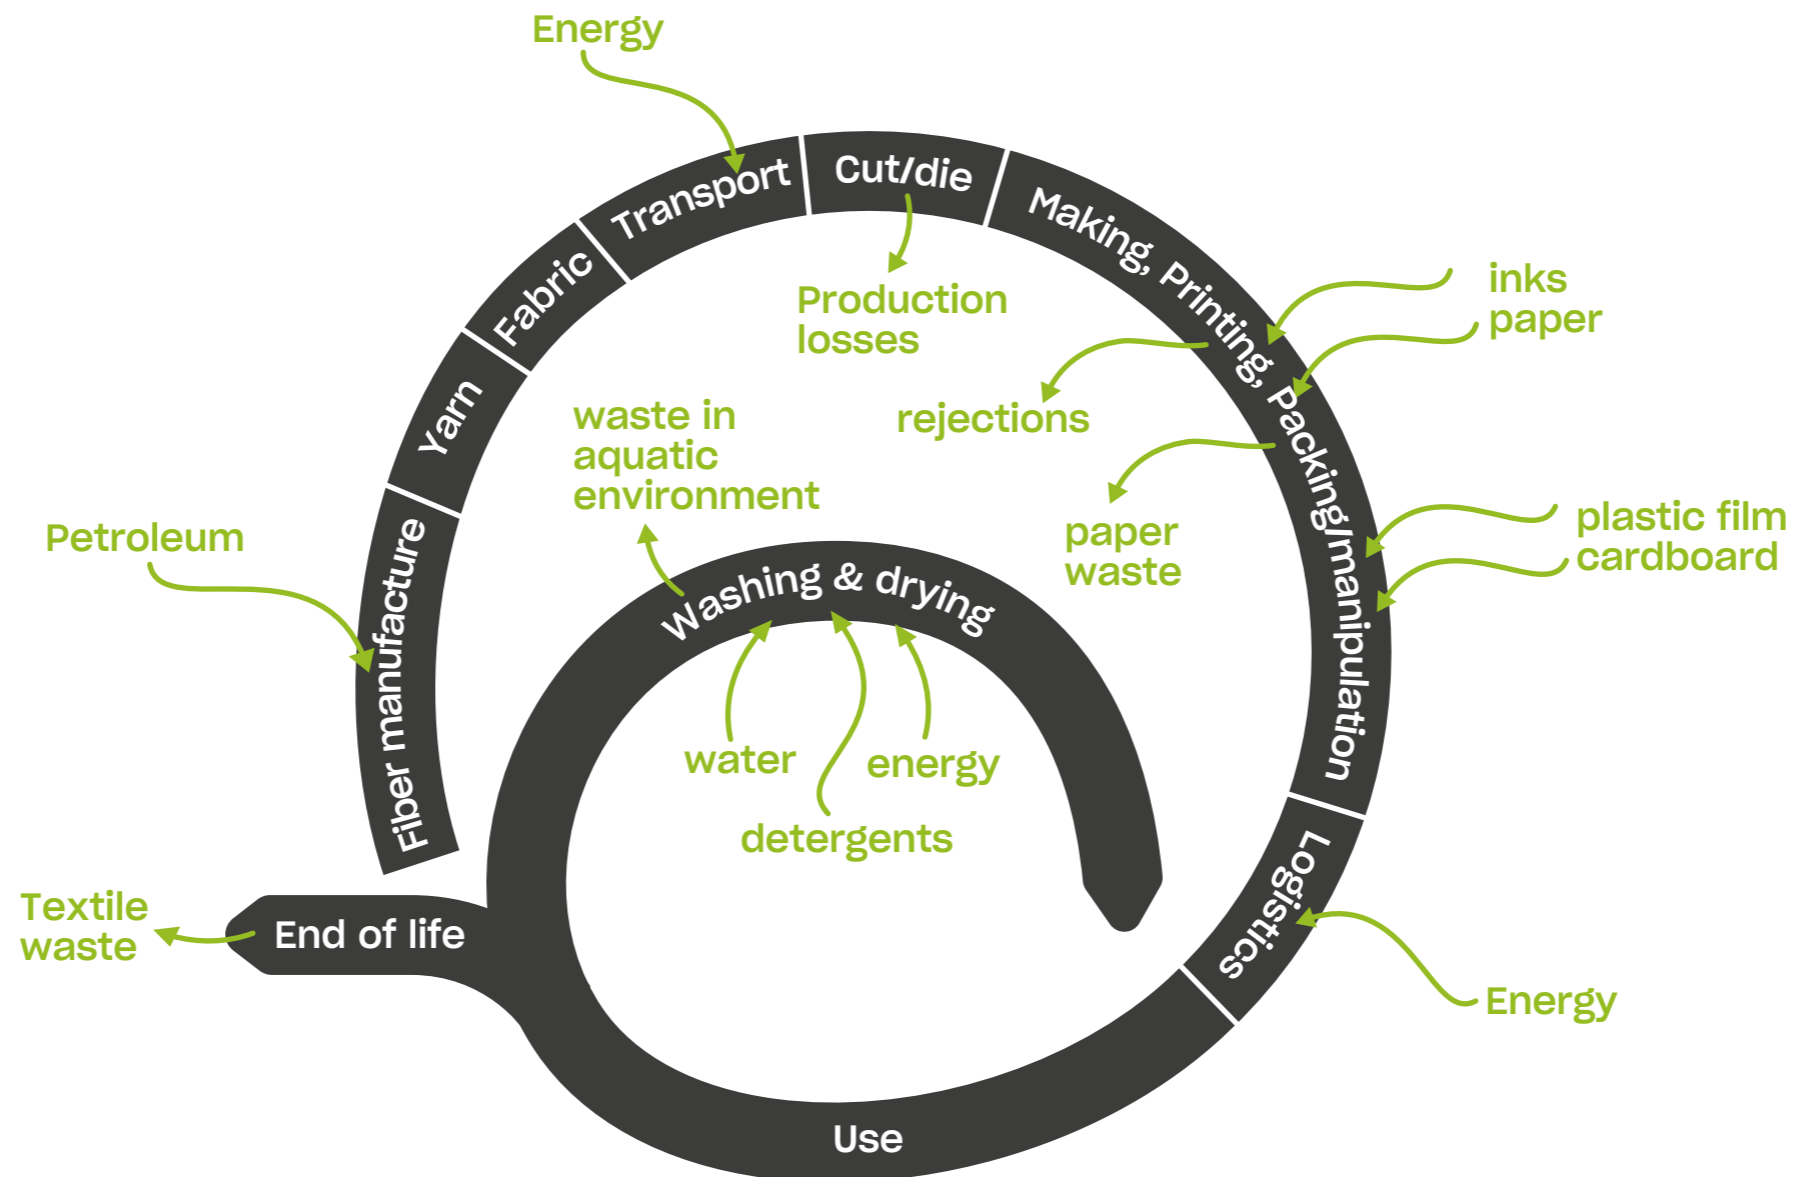 Energy
Transport
Cut/die
Making, Printing, Packing/manipulation
Fabric
Yarn
Fiber manufacture
Petroleum
Production
losses
inks
paper
rejections
paper
waste
plastic film
cardboard
waste in
aquatic
environment
Washing & drying
water
energy
detergents
Logistics
Energy
Textile
waste
End of life
Use